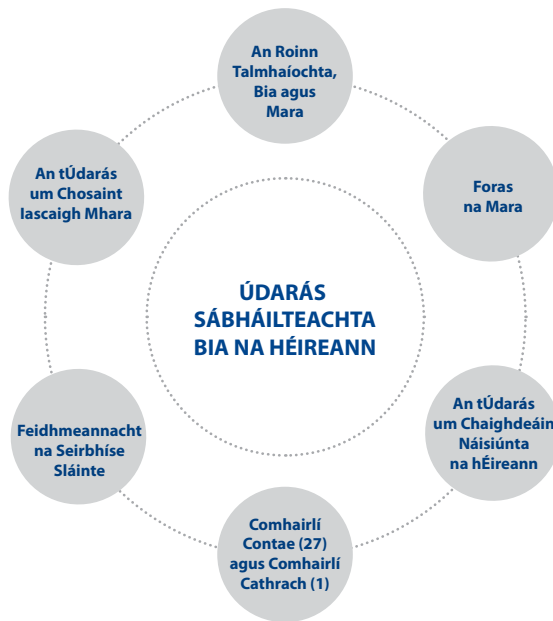 An Roinn
Talmhaíochta,
Bia agus
Mara
An tÚdarás
um Chosaint
Iascaigh Mhara
Foras
na Mara
ÚDARÁS
SÁBHÁILTEACHTA
BIA NA HÉIREANN
Feidhmeannacht
na Seirbhíse
Sláinte
An tÚdarás
um Chaighdeáin
Náisiúnta
na hÉireann
Comhairlí
Contae (27)
agus Comhairlí
Cathrach (1)